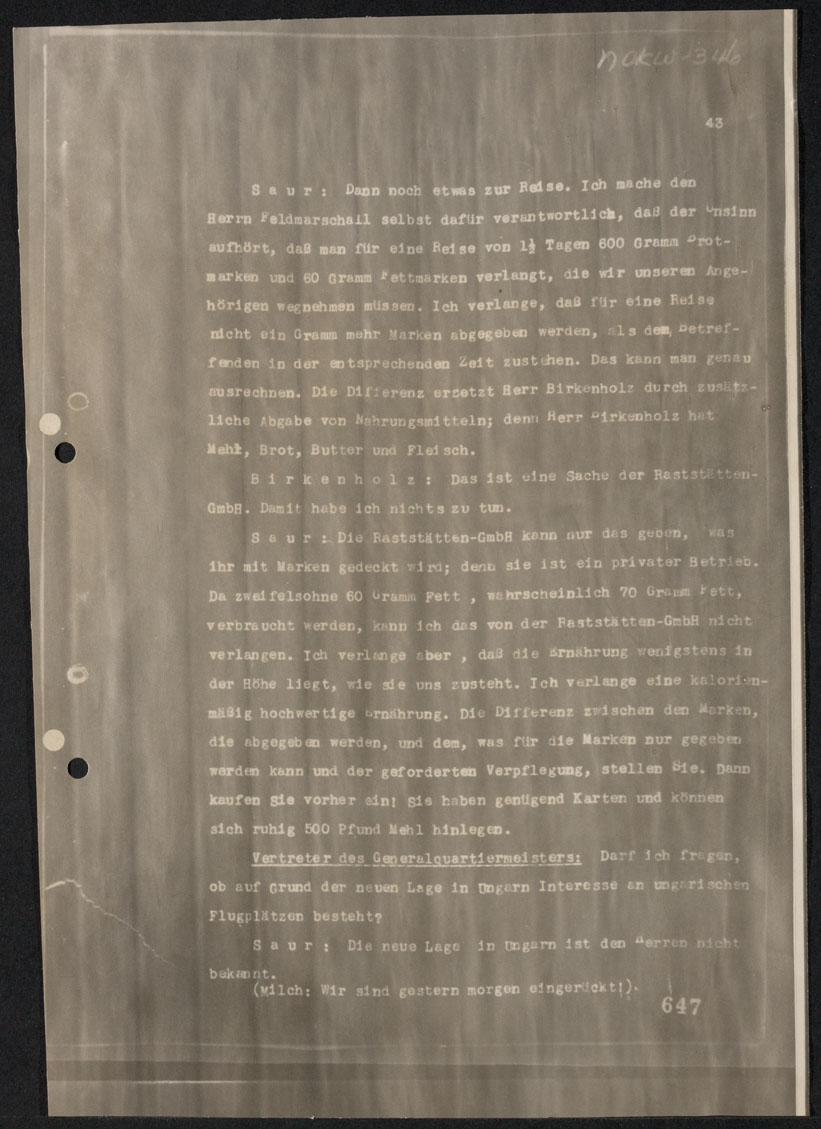 NOKW-346
43
Saur: Dann noch etwas zur Reise. Ich mache den
Herrn Feldmarschall selbst dafür verantwortlich, daß der Unsinn
aufhört, daß man für eine Reise von 1½ Tagen 600 Gramm Brot-
marken und 60 Gramm Fettmarken verlangt, die wir unseren Ange-
hörigen wegnehmen müssen. Ich verlange, daß für eine Reise
nicht ein Gramm mehr Marken abgegeben werden, als dem Betref-
fenden in der entsprechenden Zeit zustehen. Das kann man genau
ausrechnen. Die Differenz ersetzt Herr Birkenholz durch zusätz-
liche Abgabe von Nahrungsmitteln; denn Herr Birkenholz hat
Mehl, Brot, Butter und Fleisch.
Birkenholz: Das ist eine Sache der Raststätten-
GmbH. Damit habe ich nichts zu tun.
Saur: Die Raststätten-GmbH kann nur das geben, was
ihr mit Marken gedeckt wird; denn sie ist ein privater Betrieb.
Da zweifelsohne 60 Gramm Fett , wahrscheinlich 70 Gramm Fett,
verbraucht werden, kann ich das von der Raststätten-GmbH nicht
verlangen. Ich verlange aber , daß die Ernährung wenigstens in
der Höhe liegt, wie sie uns zusteht. Ich verlange eine kalorien-
mäßig hochwertige Ernährung. Die Differenz zwischen den Marken,
die abgegeben werden, und dem, was für die Marken nur gegeben
werden kann und der geforderten Verpflegung, stellen Sie. Dann
kaufen Sie vorher ein! Sie haben genügend Karten und können
sich ruhig 500 Pfund Mehl hinlegen.
Vertreter des Generalquartiermeisters: Darf ich fragen,
ob auf Grund der neuen Lage in Ungarn Interesse an ungarischen
Flugplätzen besteht?
Saur: Die neue Lage in Ungarn ist den Herren nicht
bekannt.
(Milch: Wir sind gestern morgen eingerückt!).
647